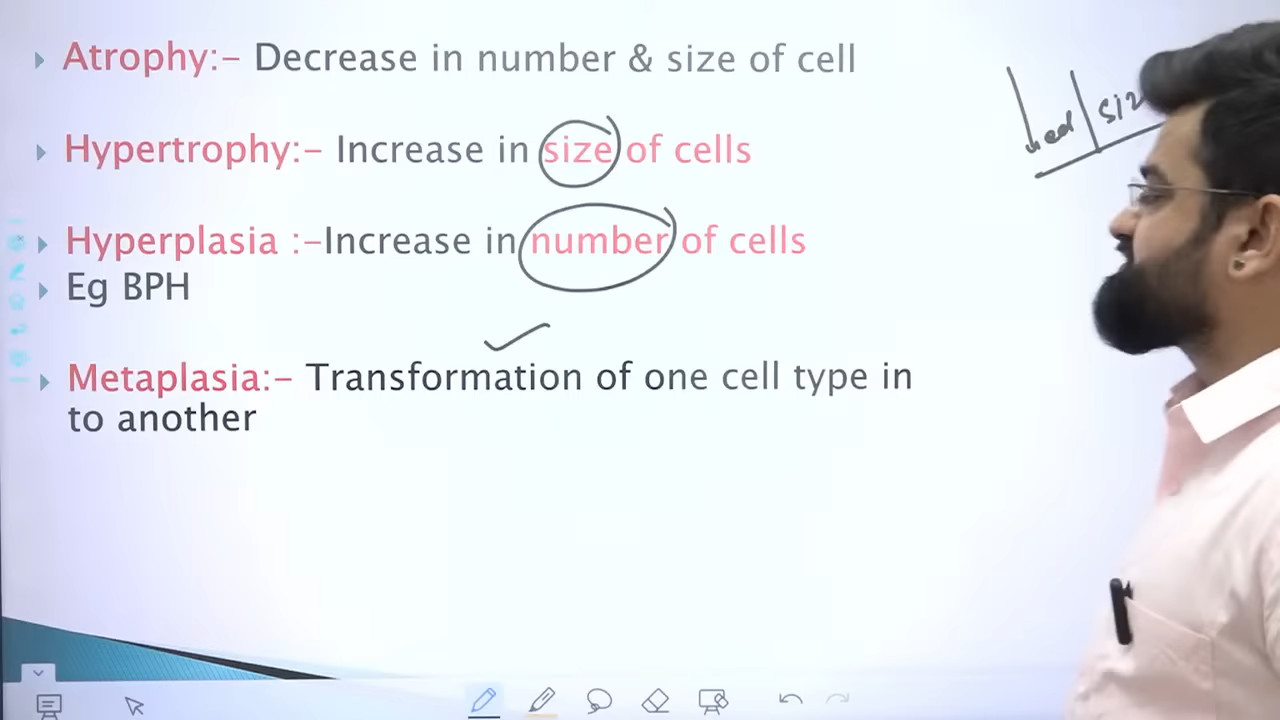 Atrophy:- Decrease in number & size of cell
Hypertrophy:- Increase in size of cells
Hyperplasia :-Increase in number of cells
Eg BPH
Metaplasia:- Transformation of one cell type in
to another